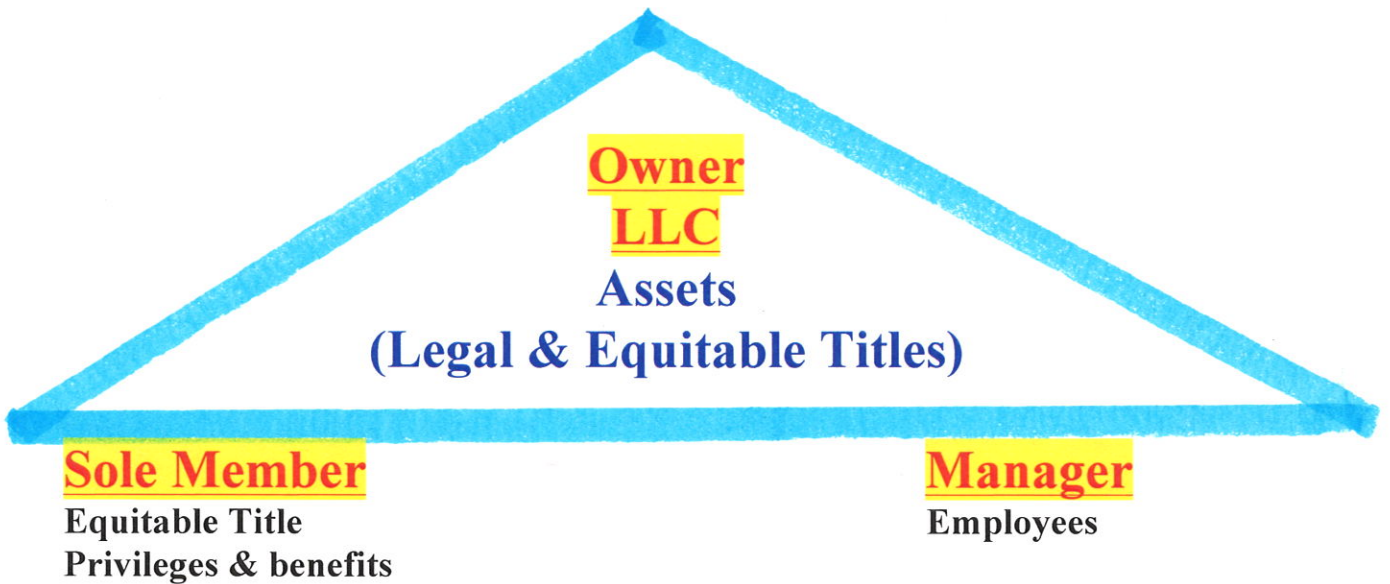 Owner
LLC
Assets
(Legal & Equitable Titles)
Sole Member
Equitable Title
Privileges & benefits
Manager
Employees